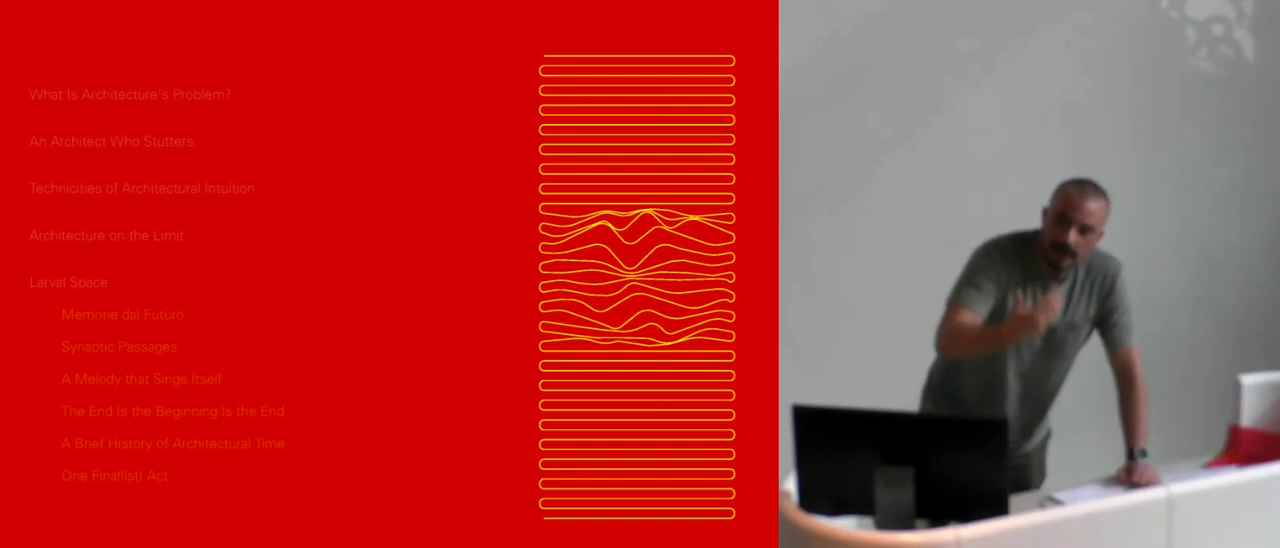 What Is Architecture's Problem?
An Architect Who Stutters
Technicities of Architectural Intuition
Architecture on the Limit
Larval Space
Memorie dal Futuro
Synaptic Passages
A Melody that Sings Itself
The End Is the Beginning Is the End
A Brief History of Architectural Time
One Final(ist) Act